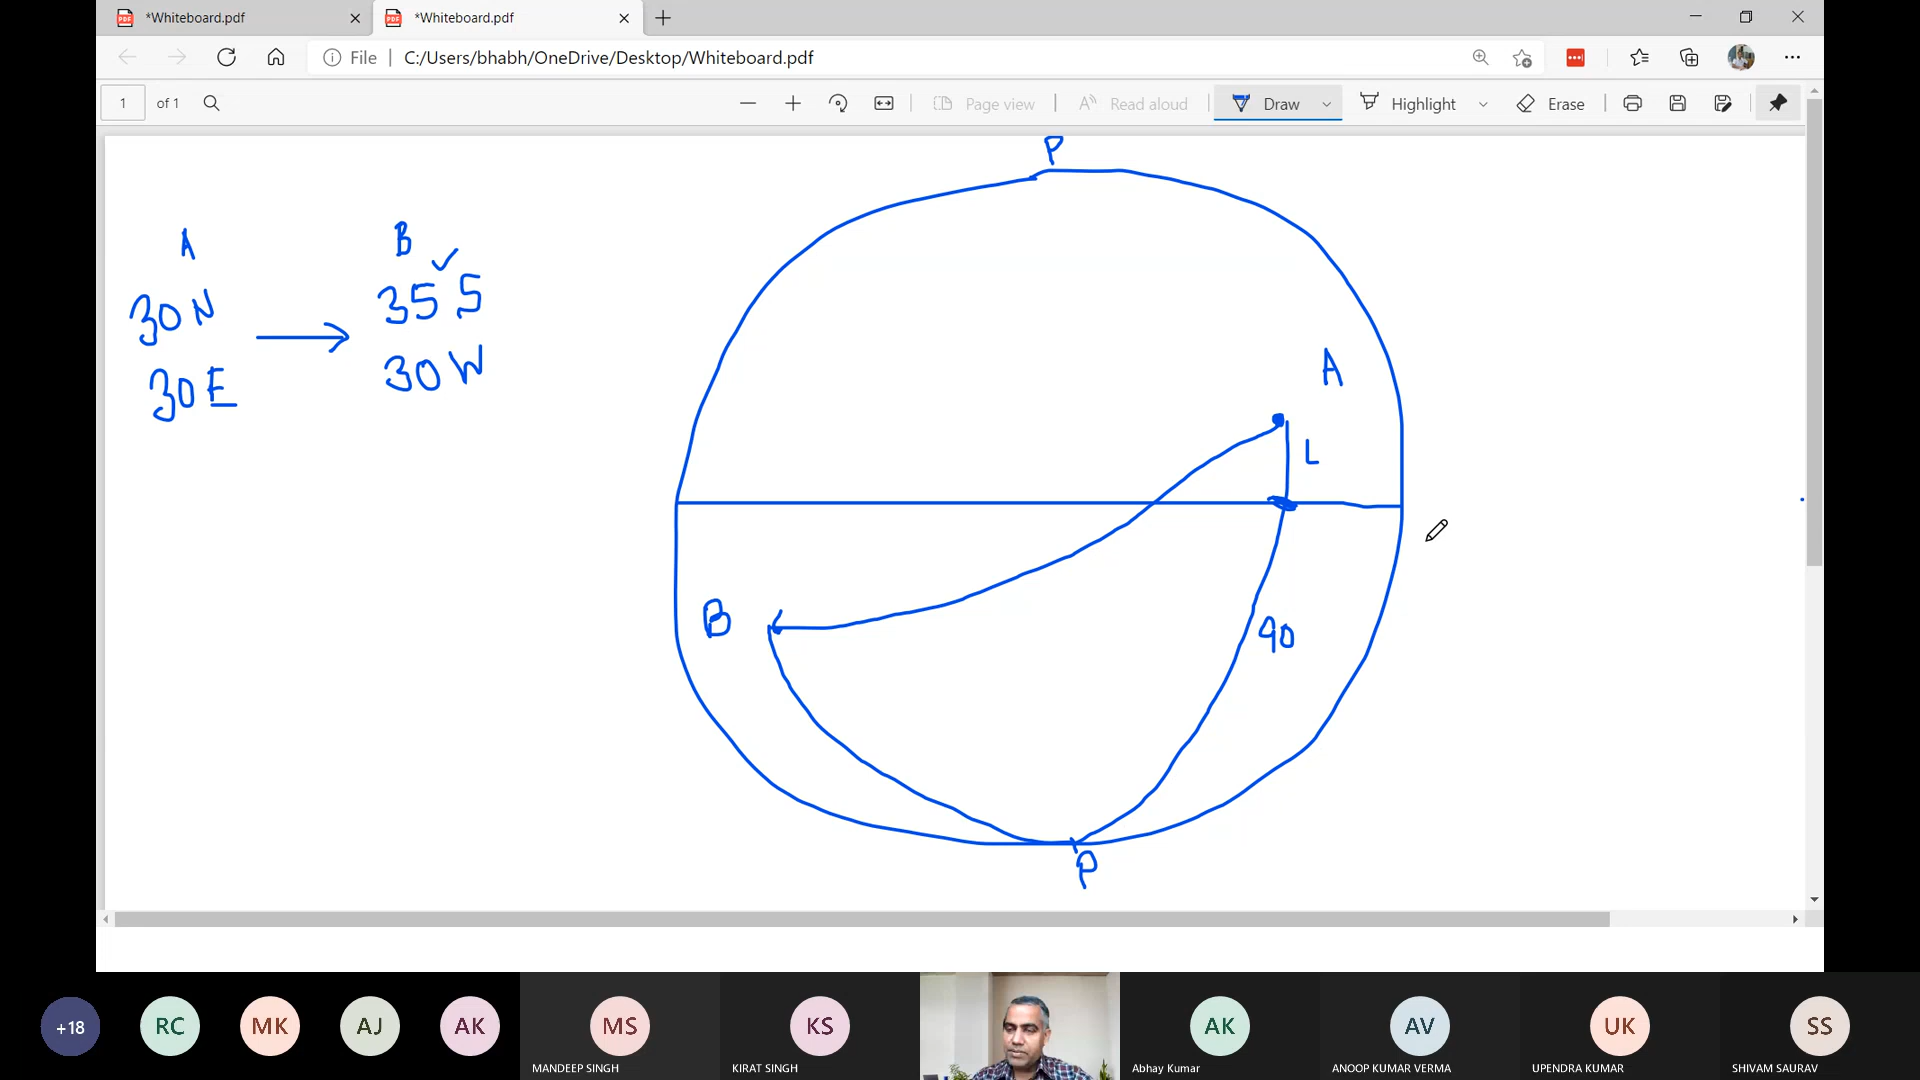 *Whiteboard.pdf
*Whiteboard.pdf
File C:/Users/bhabh/OneDrive/Desktop/Whiteboard.pdf
1 of 1 Page view Read aloud Draw Highlight Erase
P
A B
30N 35 S
30E 30 W
A
L
B
90
P
+18 RC MK AJ AK MS KS AK AV UK SS
MANDEEP SINGH KIRAT SINGH Abhay Kumar ANOOP KUMAR VERMA UPENDRA KUMAR SHIVAM SAURAV